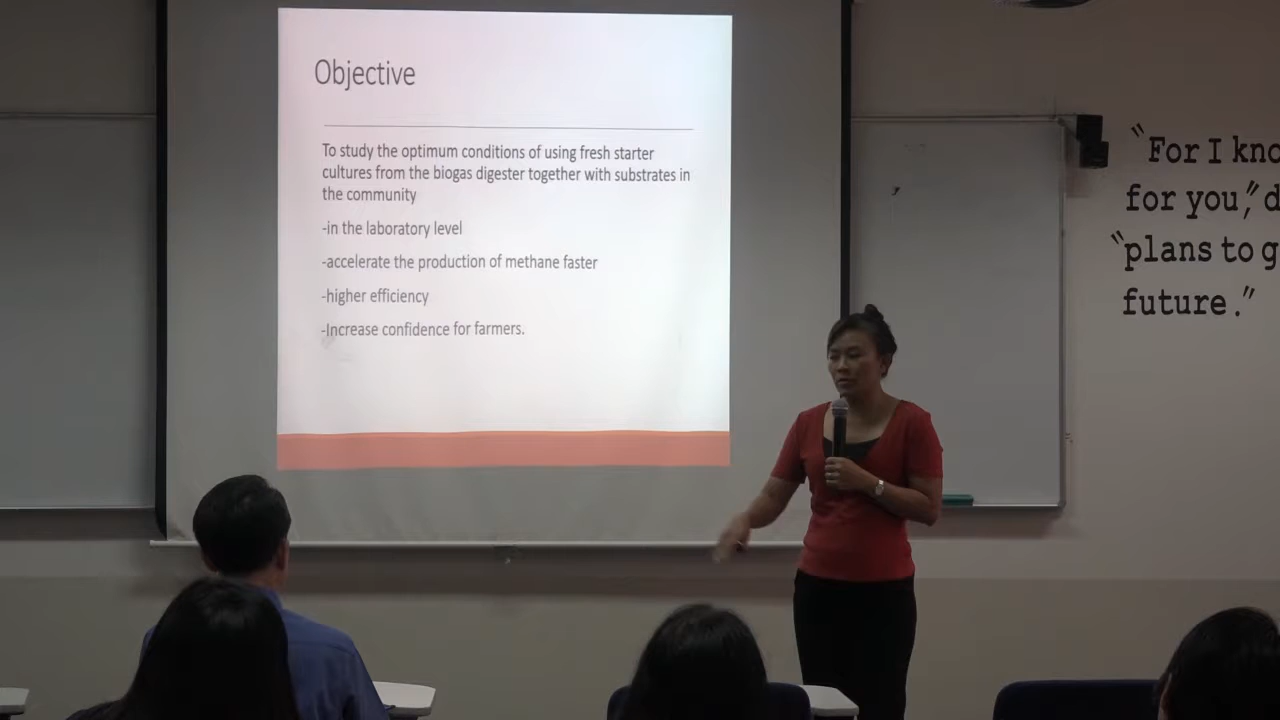 Objective
To study the optimum conditions of using fresh starter
cultures from the biogas digester together with substrates in
the community
-in the laboratory level
-accelerate the production of methane faster
-higher efficiency
-Increase confidence for farmers.
"For I kno
for you," d
"plans to g
future."